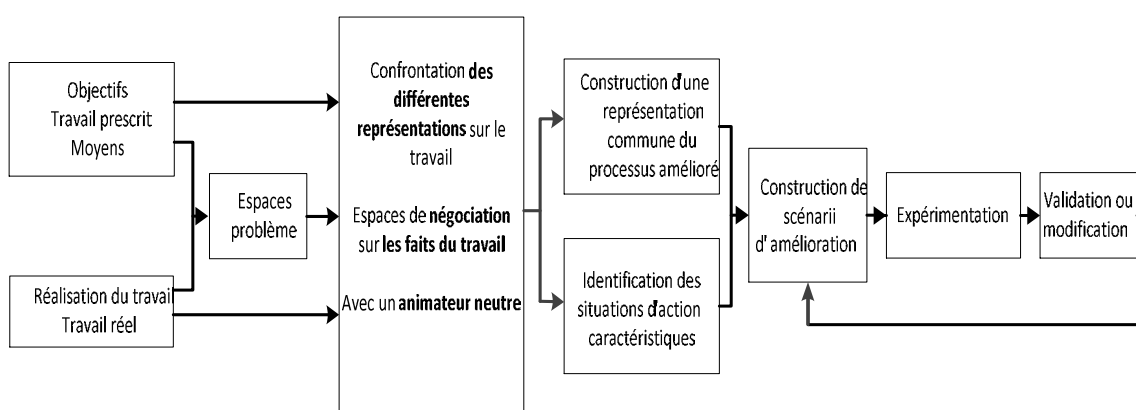 Objectifs
Travail prescrit
Moyens
Réalisation du travail
Travail réel
Espaces
problème
Confrontation des
différentes
représentations sur le
travail
Espaces de négociation
sur les faits du travail
Avec un animateur neutre
Construction d'une
représentation
commune du
processus amélioré
Identification des
situations d'action
caractéristiques
Construction de
scénarii
d' amélioration
Expérimentation
Validation ou
modification